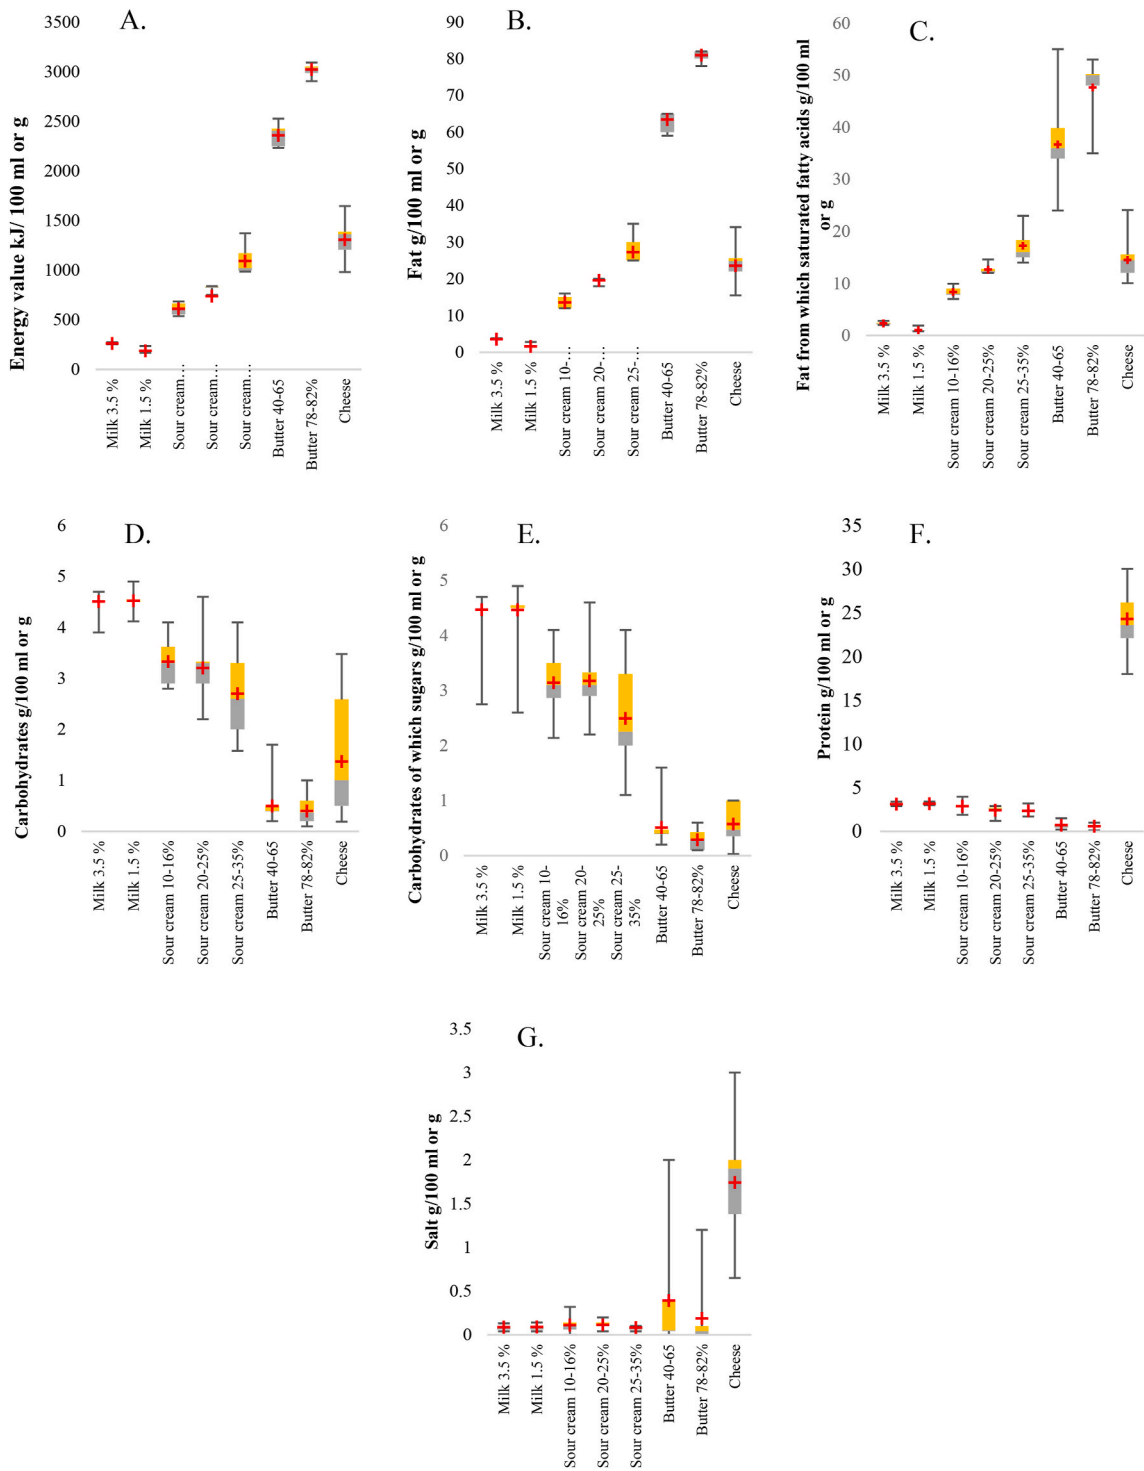 A.
Energy value kJ/ 100 ml or g
3500
3000
2500
2000
1500
1000
500
0
Milk 3.5 %
Milk 1.5 %
Sour cream…
Sour cream…
Sour cream…
Butter 40-65
Butter 78-82%
Cheese
B.
Fat g/100 ml or g
90
80
70
60
50
40
30
20
10
0
Milk 3.5 %
Milk 1.5 %
Sour cream 10-…
Sour cream 20-…
Sour cream 25-…
Butter 40-65
Butter 78-82%
Cheese
C.
Fat from which saturated fatty acids g/100 ml
or g
60
50
40
30
20
10
0
Milk 3.5 %
Milk 1.5 %
Sour cream 10-16%
Sour cream 20-25%
Sour cream 25-35%
Butter 40-65
Butter 78-82%
Cheese
D.
Carbohydrates g/100 ml or g
6
5
4
3
2
1
0
Milk 3.5 %
Milk 1.5 %
Sour cream 10-16%
Sour cream 20-25%
Sour cream 25-35%
Butter 40-65
Butter 78-82%
Cheese
E.
Carbohydrates of which sugars g/100 ml or g
6
5
4
3
2
1
0
Milk 3.5 %
Milk 1.5 %
Sour cream 10-
16%
Sour cream 20-
25%
Sour cream 25-
35%
Butter 40-65
Butter 78-82%
Cheese
F.
Protein g/100 ml or g
35
30
25
20
15
10
5
0
Milk 3.5 %
Milk 1.5 %
Sour cream 10-16%
Sour cream 20-25%
Sour cream 25-35%
Butter 40-65
Butter 78-82%
Cheese
G.
Salt g/100 ml or g
3.5
3
2.5
2
1.5
1
0.5
0
Milk 3.5 %
Milk 1.5 %
Sour cream 10-16%
Sour cream 20-25%
Sour cream 25-35%
Butter 40-65
Butter 78-82%
Cheese